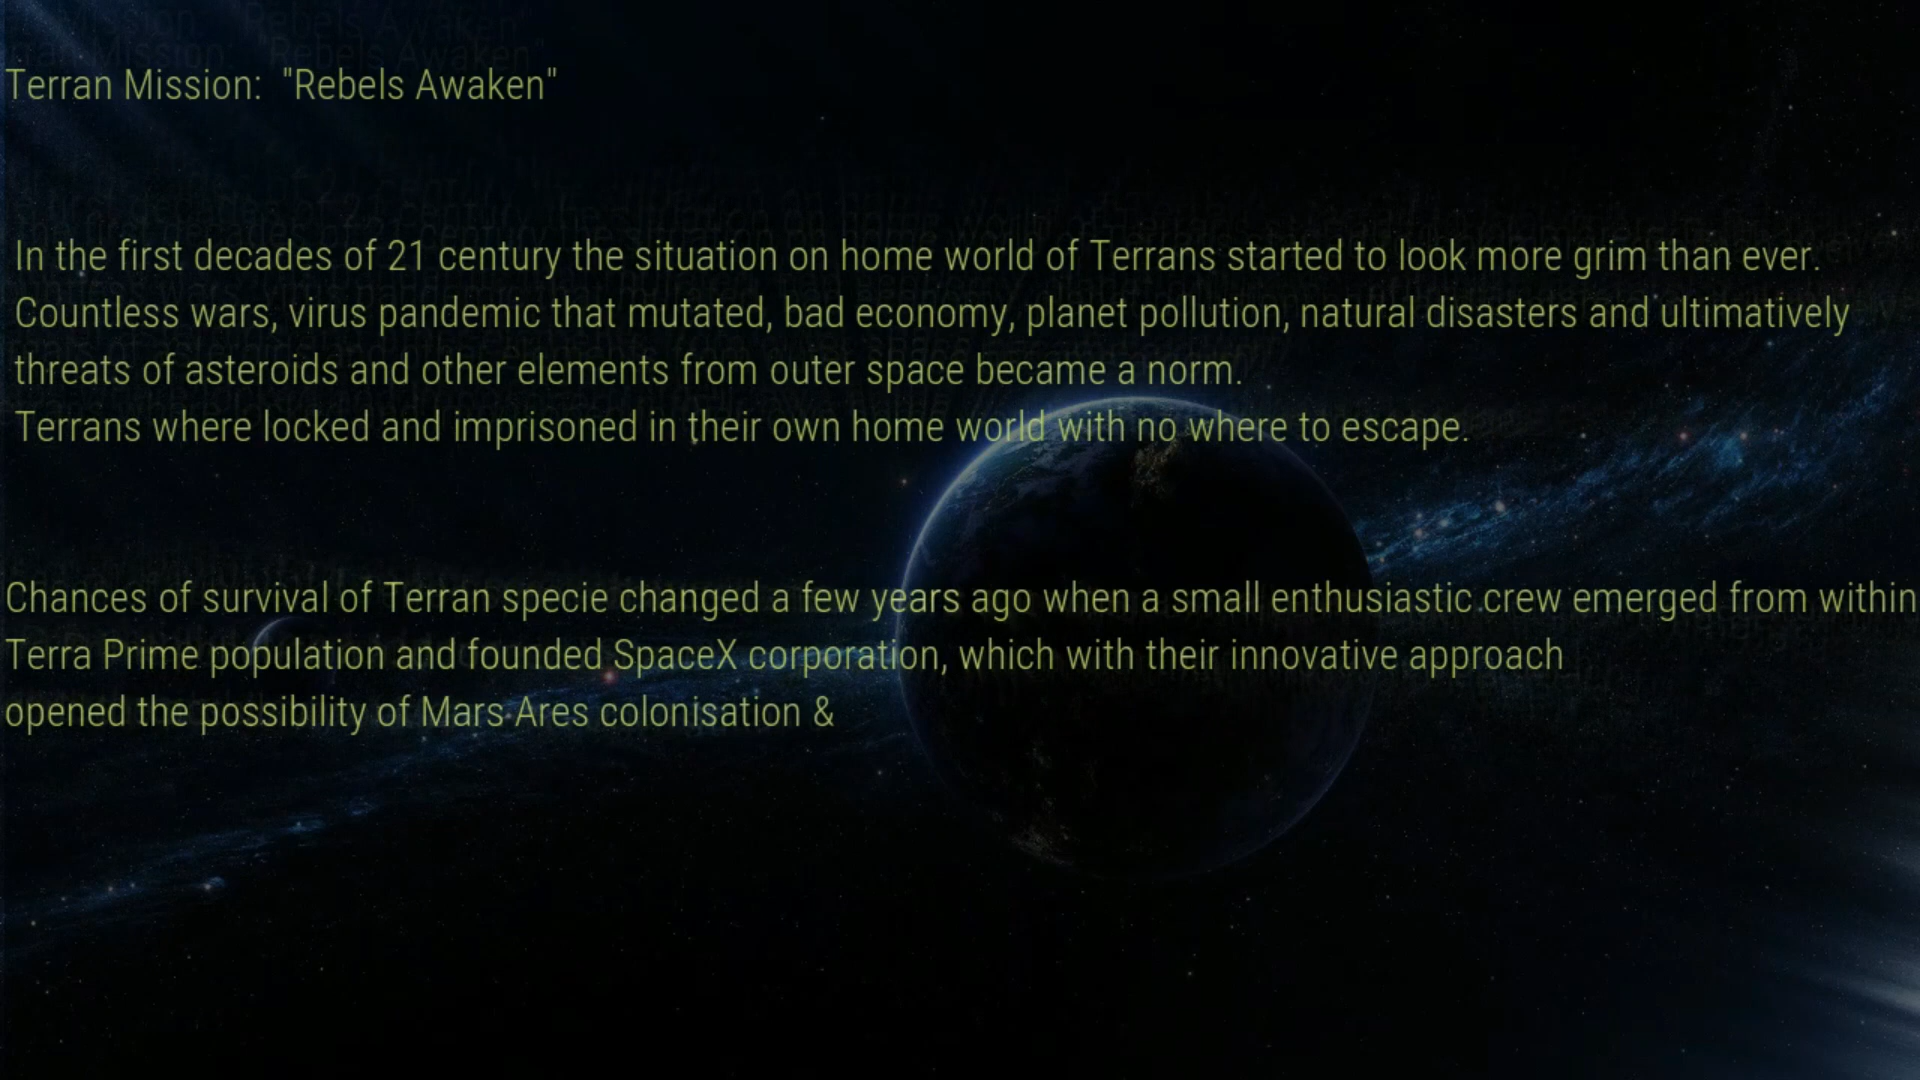 Terran Mission: "Rebels Awaken"
In the first decades of 21 century the situation on home world of Terrans started to look more grim than ever.
Countless wars, virus pandemic that mutated, bad economy, planet pollution, natural disasters and ultimatively
threats of asteroids and other elements from outer space became a norm.
Terrans where locked and imprisoned in their own home world with no where to escape.
Chances of survival of Terran specie changed a few years ago when a small enthusiastic crew emerged from within
Terra Prime population and founded SpaceX corporation, which with their innovative approach
opened the possibility of Mars Ares colonisation &